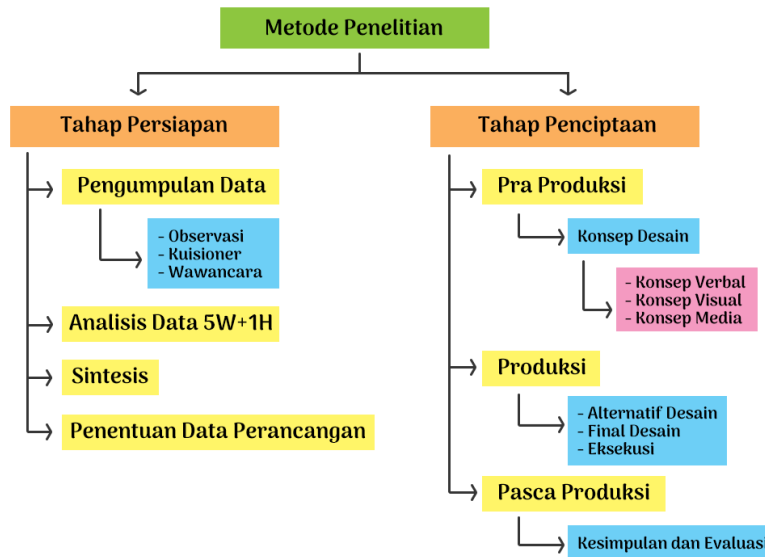 Metode Penelitian
Tahap Persiapan
Pengumpulan Data
- Observasi
- Kuisioner
- Wawancara
Analisis Data 5W+1H
Sintesis
Penentuan Data Perancangan
Tahap Penciptaan
Pra Produksi
Konsep Desain
- Konsep Verbal
- Konsep Visual
- Konsep Media
Produksi
- Alternatif Desain
- Final Desain
- Eksekusi
Pasca Produksi
Kesimpulan dan Evaluasi